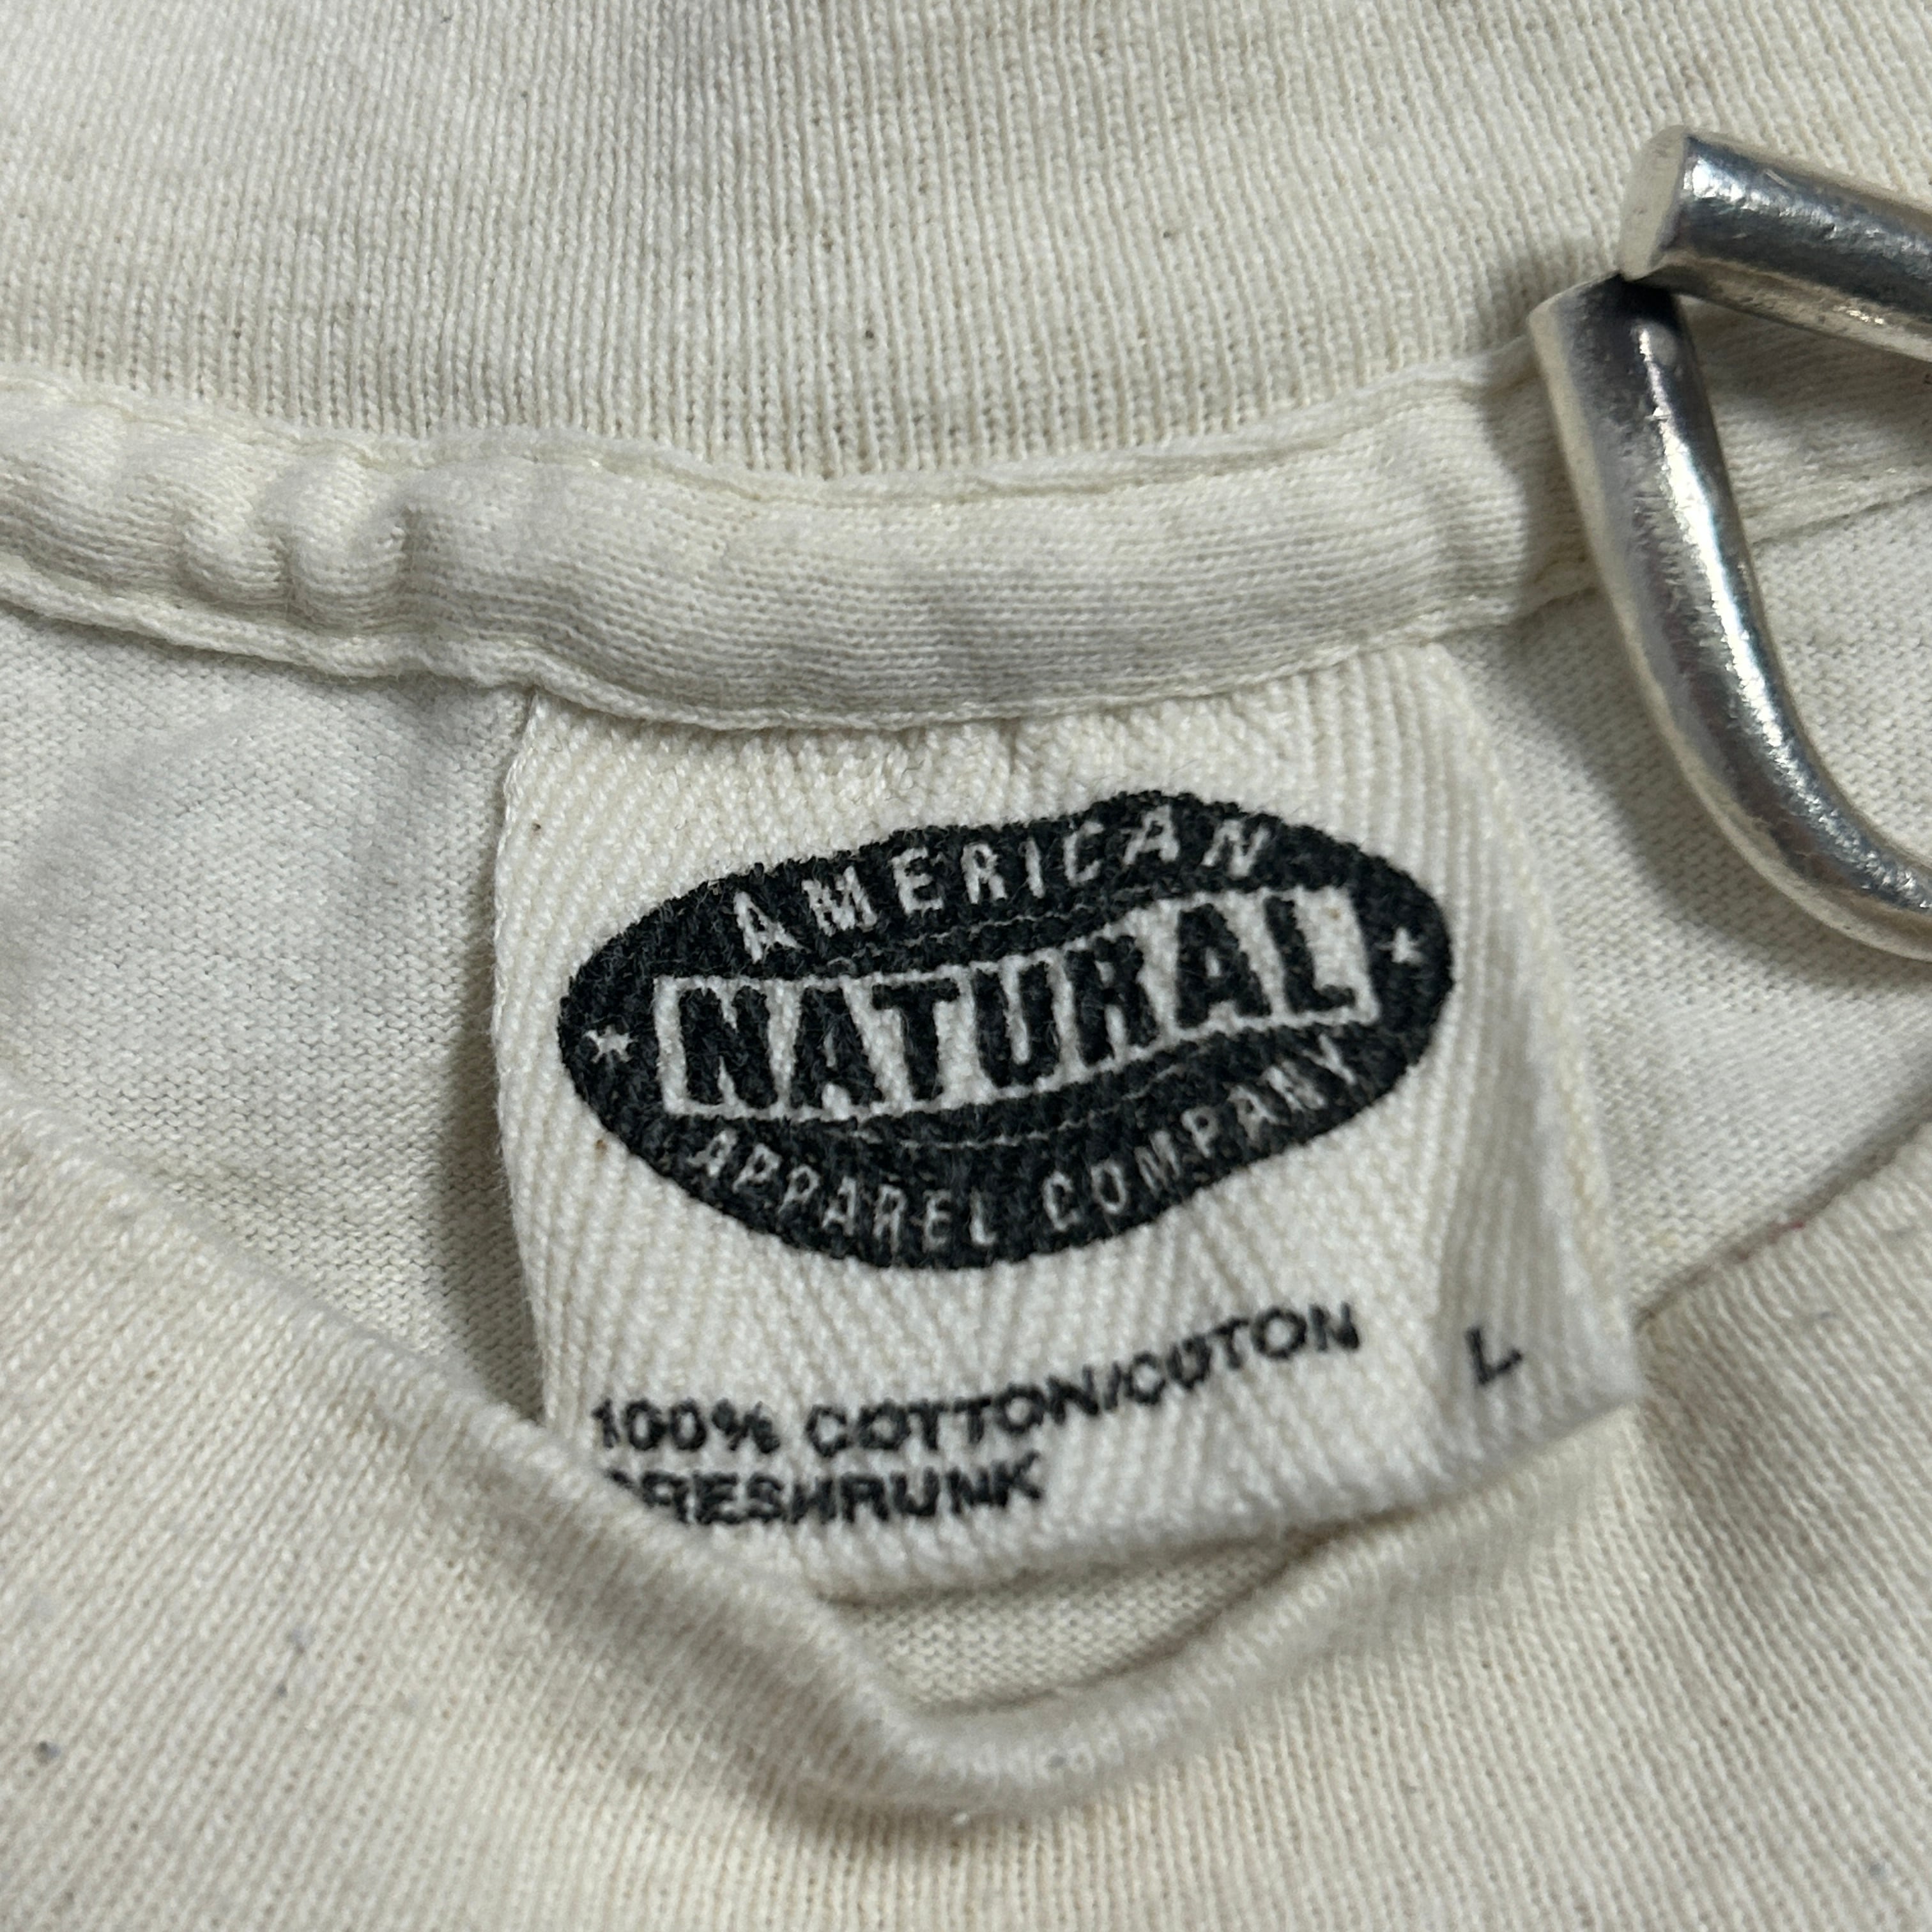 AMERICAN
NATURAL
APPAREL COMPANY
100% COTTON/COTON L
PRESHRUNK